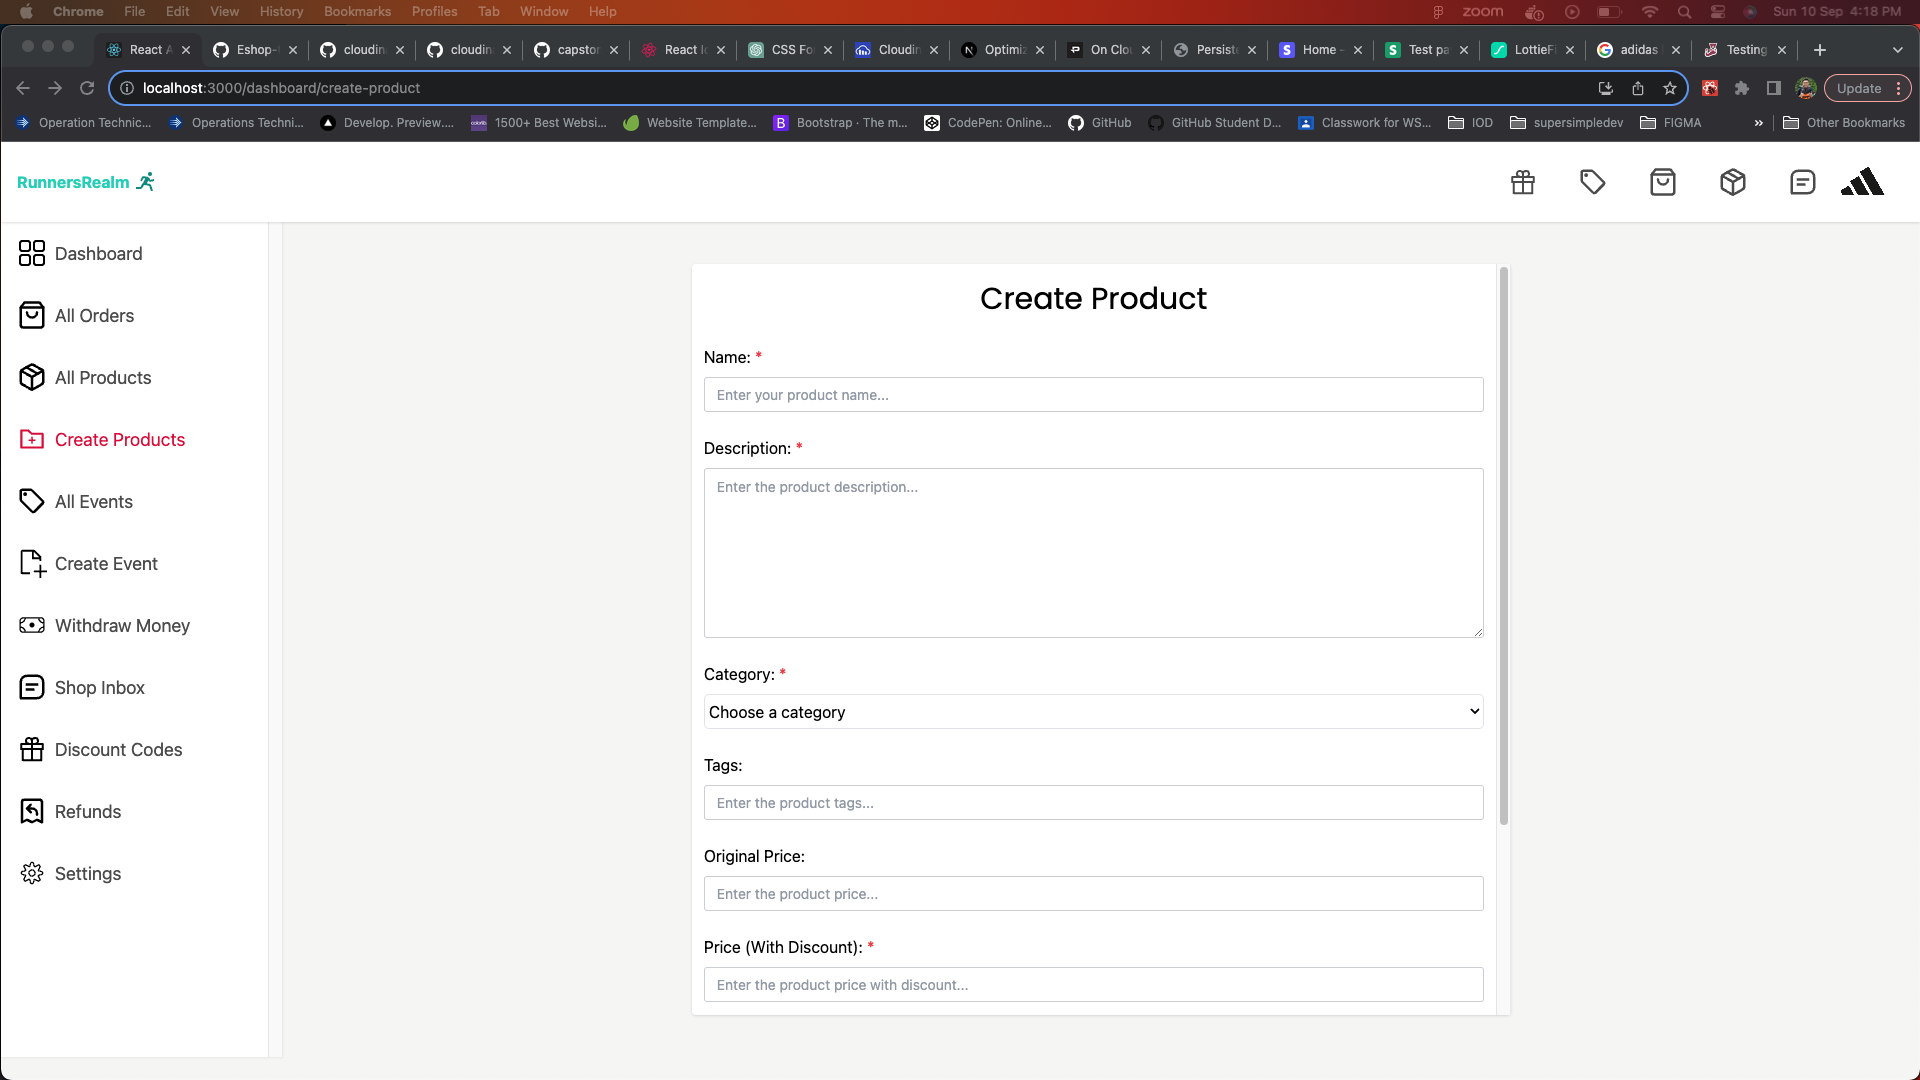 Chrome File Edit View History Bookmarks Profiles Tab Window Help zoom Sun 10 Sep 4:18 PM
React A Eshop- cloudin cloudin capstor React Ic CSS Fo Cloudin Optimiz On Clou Persiste Home - Test pa LottieFi adidas Testing
localhost:3000/dashboard/create-product Update
Operation Technic... Operations Techni... Develop. Preview.... 1500+ Best Websi... Website Template... Bootstrap · The m... CodePen: Online... GitHub GitHub Student D... Classwork for WS... IOD supersimpledev FIGMA » Other Bookmarks
RunnersRealm
Dashboard
All Orders
All Products
Create Products
All Events
Create Event
Withdraw Money
Shop Inbox
Discount Codes
Refunds
Settings
Create Product
Name: *
Enter your product name...
Description: *
Enter the product description...
Category: *
Choose a category
Tags:
Enter the product tags...
Original Price:
Enter the product price...
Price (With Discount): *
Enter the product price with discount...